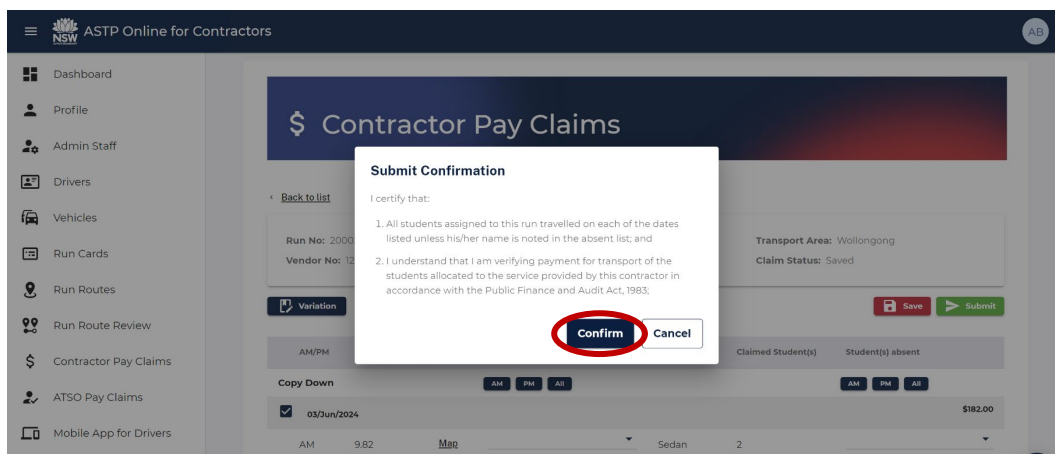 NSW
ASTP Online for Contractors
AB
Dashboard
Profile
Admin Staff
Drivers
Vehicles
Run Cards
Run Routes
Run Route Review
Contractor Pay Claims
ATSO Pay Claims
Mobile App for Drivers
$ Contractor Pay Claims
Back to list
Run No: 2000
Vendor No: 12
Transport Area: Wollongong
Claim Status: Saved
Variation
Save
Submit
Submit Confirmation
I certify that:
1. All students assigned to this run travelled on each of the dates
listed unless his/her name is noted in the absent list; and
2. I understand that I am verifying payment for transport of the
students allocated to the service provided by this contractor in
accordance with the Public Finance and Audit Act, 1983;
Confirm Cancel
AM/PM Claimed Student(s) Student(s) absent
Copy Down AM PM All AM PM All
03/Jun/2024 $182.00
AM 9.82 Map Sedan 2